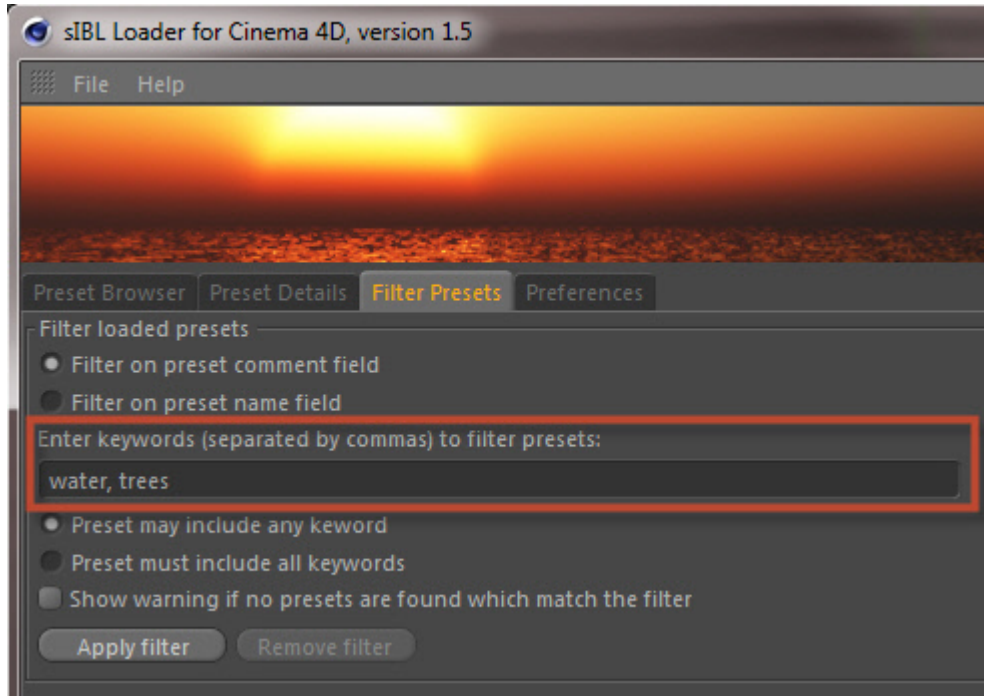 sIBL Loader for Cinema 4D, version 1.5
File Help
Preset Browser Preset Details Filter Presets Preferences
Filter loaded presets
Filter on preset comment field
Filter on preset name field
Enter keywords (separated by commas) to filter presets:
water, trees
Preset may include any keword
Preset must include all keywords
Show warning if no presets are found which match the filter
Apply filter Remove filter